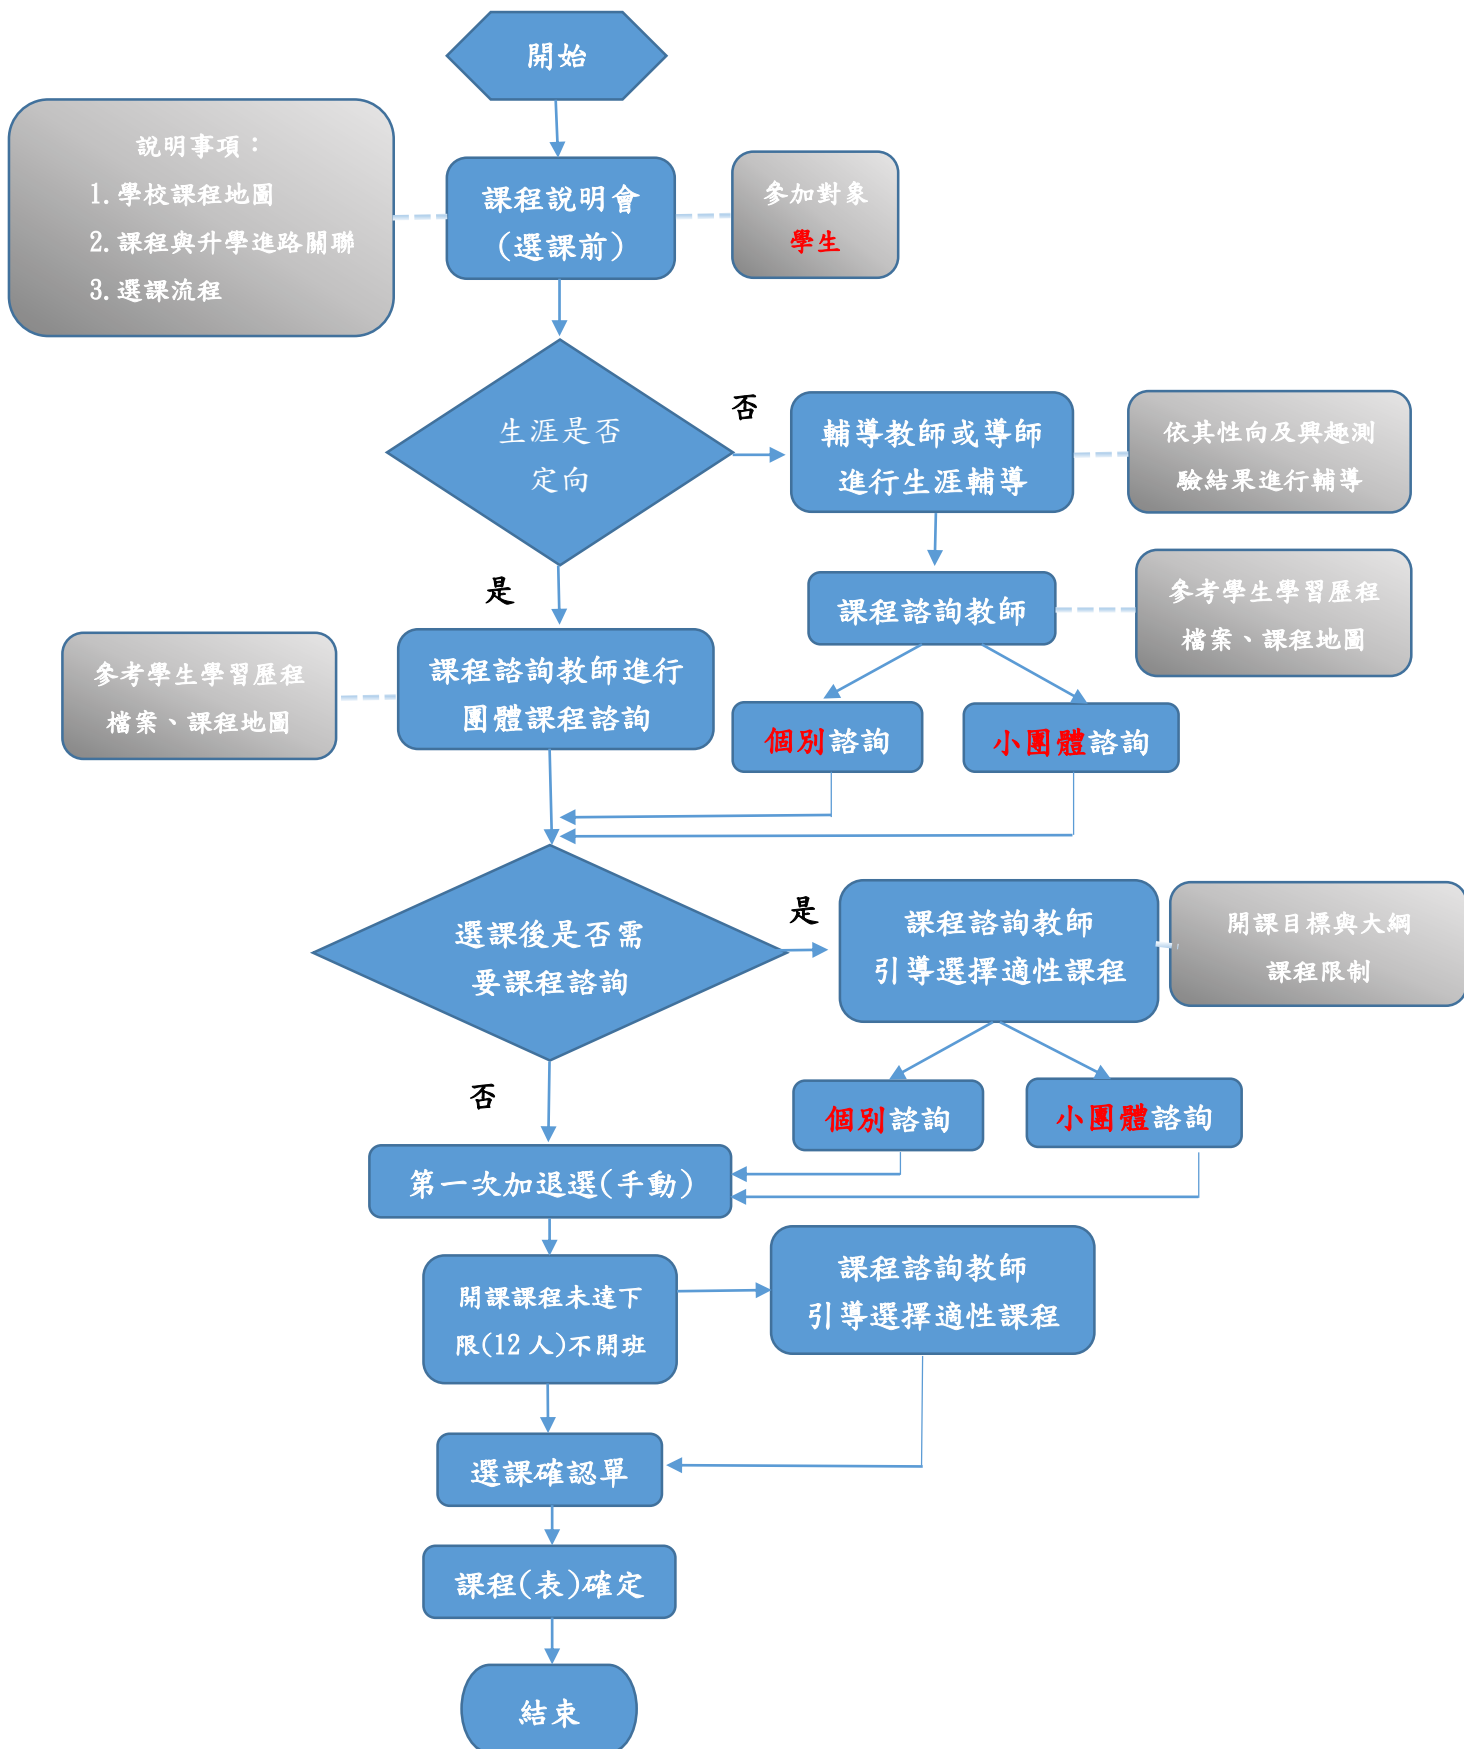 開始
說明事項：
1.學校課程地圖
2.課程與升學進路關聯
3.選課流程
課程說明會
(選課前)
參加對象
學生
生涯是否
定向
否
輔導教師或導師
進行生涯輔導
依其性向及興趣測
驗結果進行輔導
是
課程諮詢教師
參考學生學習歷程
檔案、課程地圖
參考學生學習歷程
檔案、課程地圖
課程諮詢教師進行
團體課程諮詢
個別諮詢
小團體諮詢
選課後是否需
要課程諮詢
是
課程諮詢教師
引導選擇適性課程
開課目標與大綱
課程限制
否
個別諮詢
小團體諮詢
第一次加退選(手動)
開課課程未達下
限(12人)不開班
課程諮詢教師
引導選擇適性課程
選課確認單
課程(表)確定
結束